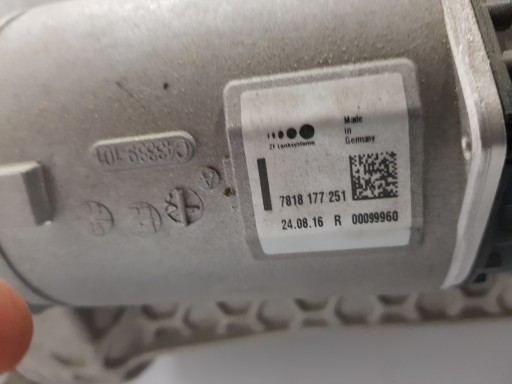 Made
in
Germany
ZF Lenksysteme
7818 177 251
24.08.16 R 00099960